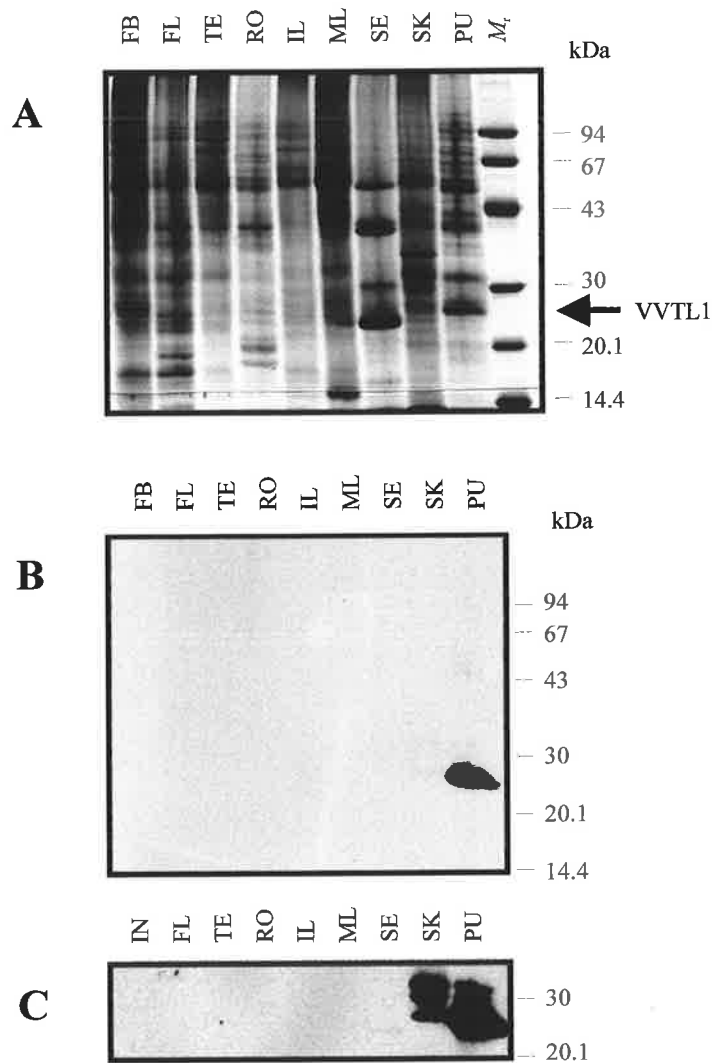 FB FL TE RO IL ML SE SK PU Mr
kDa
A
94
67
43
30
VVTL1
20.1
14.4
FB FL TE RO IL ML SE SK PU
kDa
B
94
67
43
30
20.1
14.4
IN FL TE RO IL ML SE SK PU
C
30
20.1